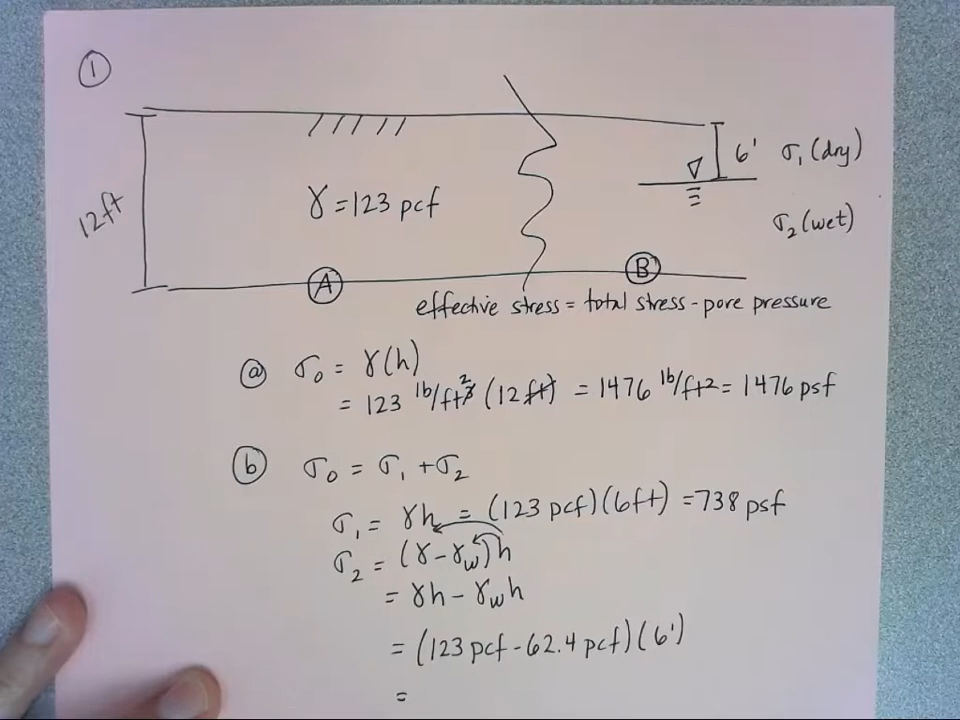 ①
12ft
γ = 123 pcf
6' σ₁ (dry)
σ₂ (wet)
Ⓐ
Ⓑ
effective stress = total stress - pore pressure
ⓐ σ₀ = γ(h)
= 123 lb/ft³² (12 ft) = 1476 lb/ft² = 1476 psf
ⓑ σ₀ = σ₁ + σ₂
σ₁ = γh = (123 pcf)(6ft) = 738 psf
σ₂ = (γ - γw)h
= γh - γwh
= (123 pcf - 62.4 pcf)(6')
=